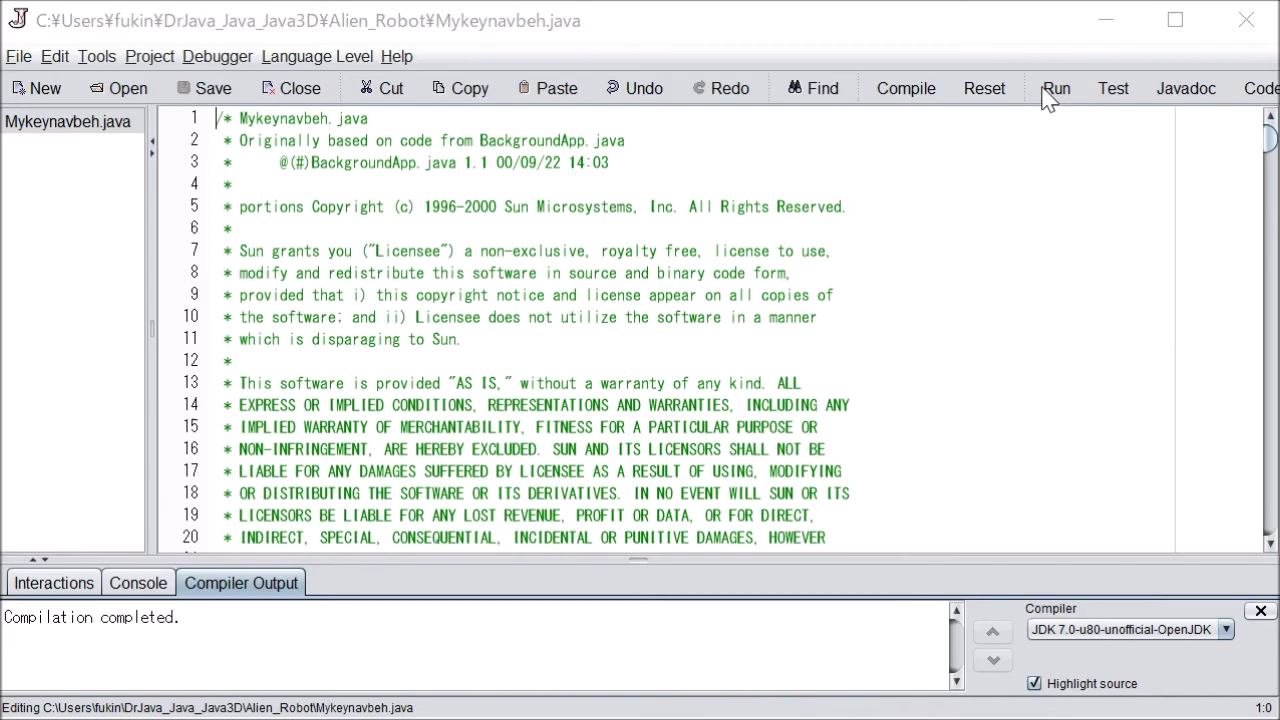 C:¥Users¥fukin¥DrJava_Java_Java3D¥Alien_Robot¥Mykeynavbeh.java
File Edit Tools Project Debugger Language Level Help
New Open Save Close Cut Copy Paste Undo Redo Find Compile Reset Run Test Javadoc Code
Mykeynavbeh.java
1 /* Mykeynavbeh.java
2 * Originally based on code from BackgroundApp.java
3 * @(#)BackgroundApp.java 1.1 00/09/22 14:03
4 *
5 * portions Copyright (c) 1996-2000 Sun Microsystems, Inc. All Rights Reserved.
6 *
7 * Sun grants you ("Licensee") a non-exclusive, royalty free, license to use,
8 * modify and redistribute this software in source and binary code form,
9 * provided that i) this copyright notice and license appear on all copies of
10 * the software; and ii) Licensee does not utilize the software in a manner
11 * which is disparaging to Sun.
12 *
13 * This software is provided "AS IS," without a warranty of any kind. ALL
14 * EXPRESS OR IMPLIED CONDITIONS, REPRESENTATIONS AND WARRANTIES, INCLUDING ANY
15 * IMPLIED WARRANTY OF MERCHANTABILITY, FITNESS FOR A PARTICULAR PURPOSE OR
16 * NON-INFRINGEMENT, ARE HEREBY EXCLUDED. SUN AND ITS LICENSORS SHALL NOT BE
17 * LIABLE FOR ANY DAMAGES SUFFERED BY LICENSEE AS A RESULT OF USING, MODIFYING
18 * OR DISTRIBUTING THE SOFTWARE OR ITS DERIVATIVES. IN NO EVENT WILL SUN OR ITS
19 * LICENSORS BE LIABLE FOR ANY LOST REVENUE, PROFIT OR DATA, OR FOR DIRECT,
20 * INDIRECT, SPECIAL, CONSEQUENTIAL, INCIDENTAL OR PUNITIVE DAMAGES, HOWEVER
Interactions Console Compiler Output
Compilation completed.
Compiler
JDK 7.0-u80-unofficial-OpenJDK
Highlight source
Editing C:\Users\fukin\DrJava_Java_Java3D\Alien_Robot\Mykeynavbeh.java 1:0